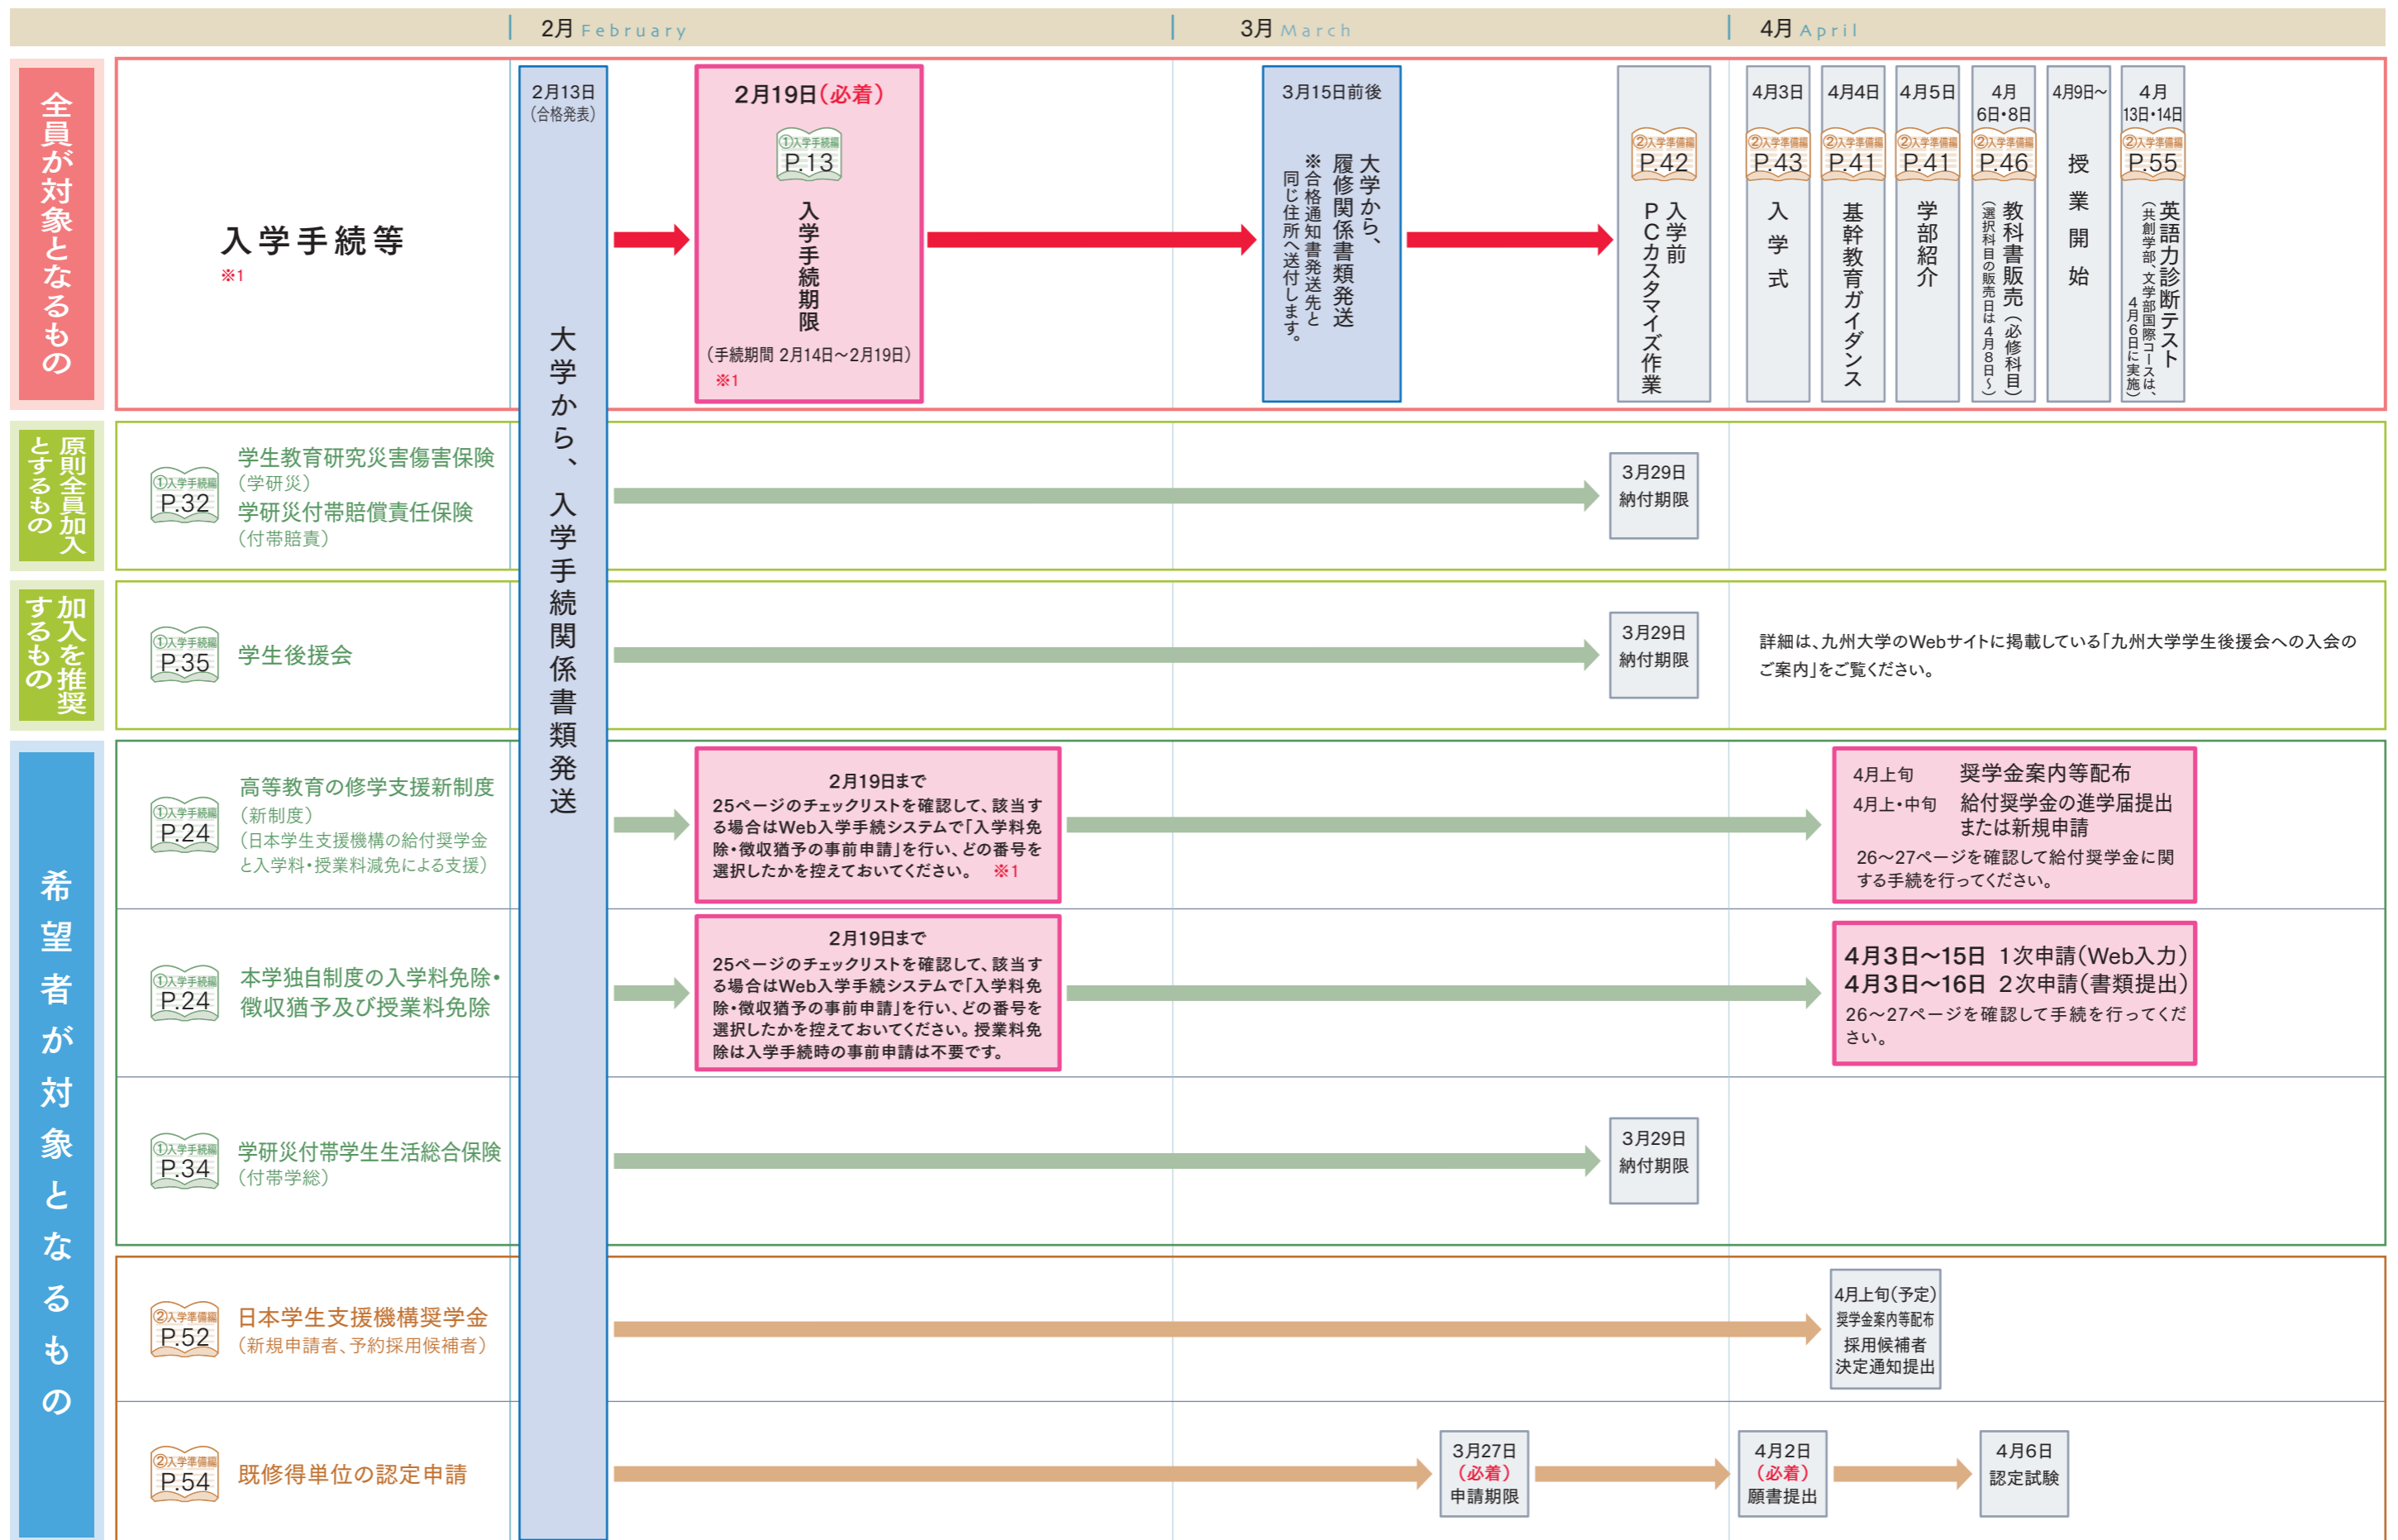 2月 February
3月 March
4月 April
全員が対象となるもの
入学手続等
※1
2月13日
(合格発表)
大学から、入学手続関係書類発送
2月19日(必着)
①入学手続編
P.13
入学手続期限
(手続期間 2月14日〜2月19日)
※1
3月15日前後
大学から、
履修関係書類発送
※合格通知書発送先と
同じ住所へ送付します。
②入学準備編
P.42
入学前
PCカスタマイズ作業
4月3日
②入学準備編
P.43
入学式
4月4日
②入学準備編
P.41
基幹教育ガイダンス
4月5日
②入学準備編
P.41
学部紹介
4月
6日・8日
②入学準備編
P.46
教科書販売(必修科目)
(選択科目の販売日は4月8日〜)
4月9日〜
授業開始
4月
13日・14日
②入学準備編
P.55
英語力診断テスト
(共創学部、文学部国際コースは、
4月6日に実施)
原則全員加入
とするもの
①入学手続編
P.32
学生教育研究災害傷害保険
(学研災)
学研災付帯賠償責任保険
(付帯賠責)
3月29日
納付期限
加入を推奨
するもの
①入学手続編
P.35
学生後援会
3月29日
納付期限
詳細は、九州大学のWebサイトに掲載している「九州大学学生後援会への入会の
ご案内」をご覧ください。
希望者が対象となるもの
①入学手続編
P.24
高等教育の修学支援新制度
(新制度)
(日本学生支援機構の給付奨学金
と入学料・授業料減免による支援)
2月19日まで
25ページのチェックリストを確認して、該当す
る場合はWeb入学手続システムで「入学料免
除・徴収猶予の事前申請」を行い、どの番号を
選択したかを控えておいてください。 ※1
4月上旬 奨学金案内等配布
4月上・中旬 給付奨学金の進学届提出
または新規申請
26〜27ページを確認して給付奨学金に関
する手続を行ってください。
①入学手続編
P.24
本学独自制度の入学料免除・
徴収猶予及び授業料免除
2月19日まで
25ページのチェックリストを確認して、該当す
る場合はWeb入学手続システムで「入学料免
除・徴収猶予の事前申請」を行い、どの番号を
選択したかを控えておいてください。授業料免
除は入学手続時の事前申請は不要です。
4月3日〜15日 1次申請(Web入力)
4月3日〜16日 2次申請(書類提出)
26〜27ページを確認して手続を行ってくだ
さい。
①入学手続編
P.34
学研災付帯学生生活総合保険
(付帯学総)
3月29日
納付期限
②入学準備編
P.52
日本学生支援機構奨学金
(新規申請者、予約採用候補者)
4月上旬(予定)
奨学金案内等配布
採用候補者
決定通知提出
②入学準備編
P.54
既修得単位の認定申請
3月27日
(必着)
申請期限
4月2日
(必着)
願書提出
4月6日
認定試験